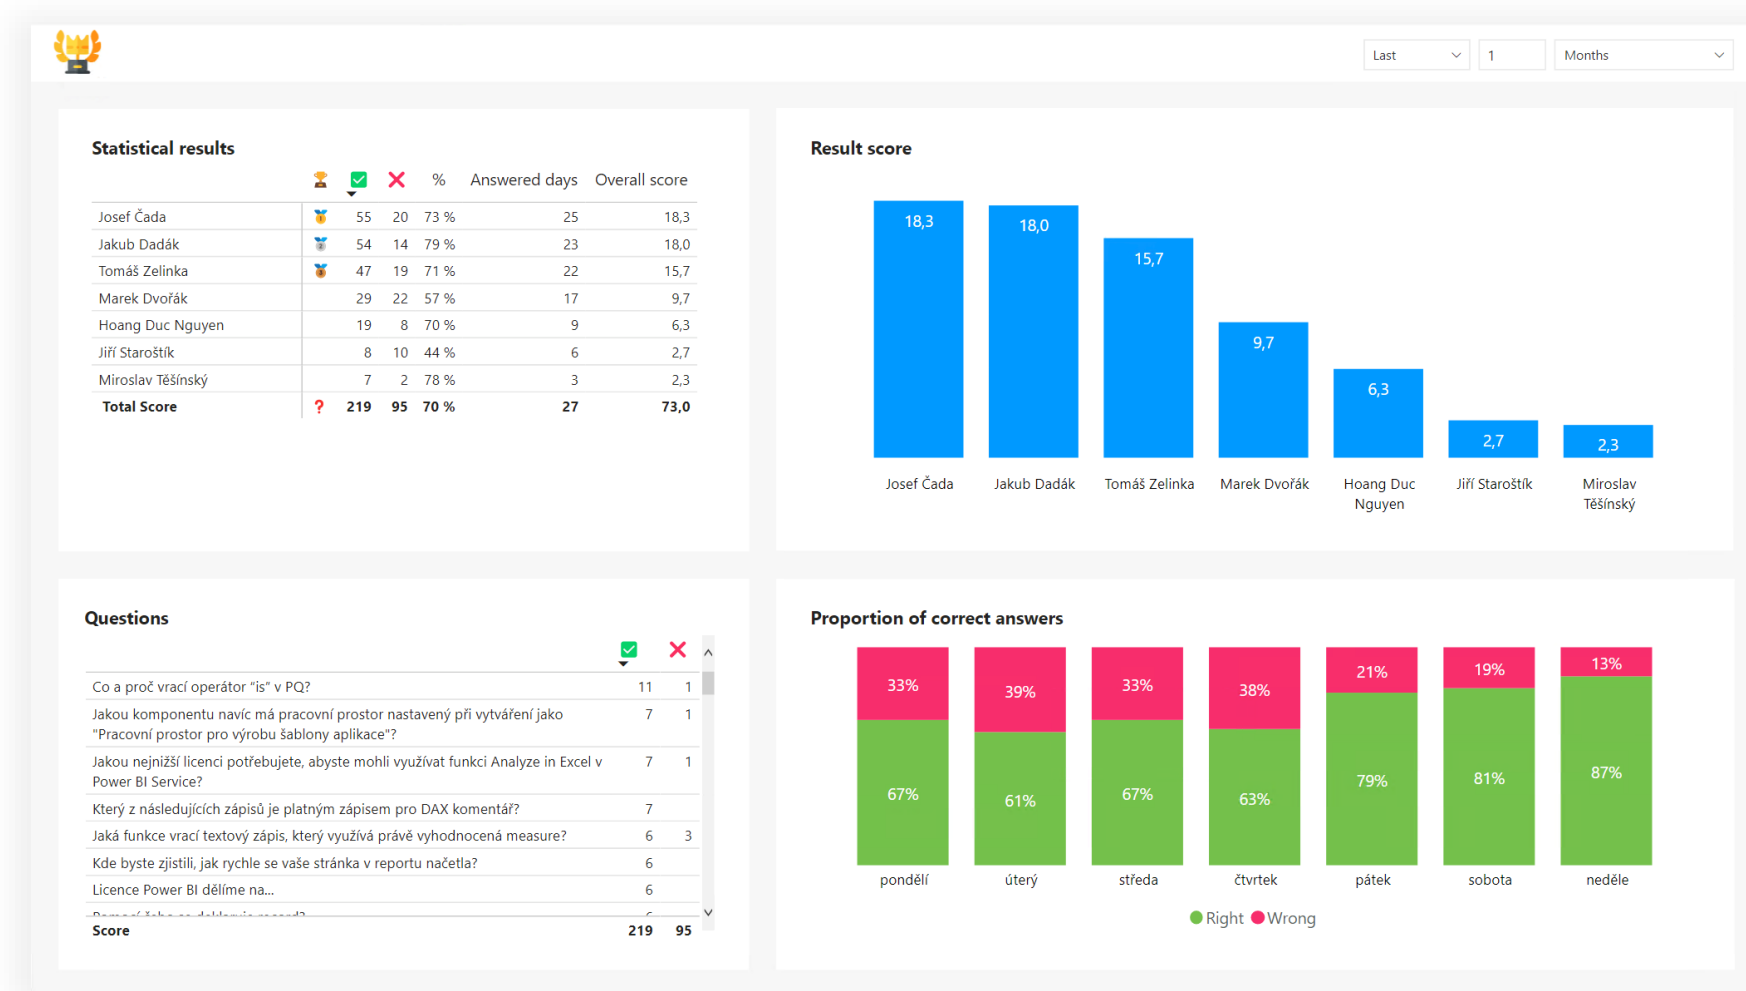 Last 1 Months
Statistical results
% Answered days Overall score
Josef Čada 55 20 73 % 25 18,3
Jakub Dadák 54 14 79 % 23 18,0
Tomáš Zelinka 47 19 71 % 22 15,7
Marek Dvořák 29 22 57 % 17 9,7
Hoang Duc Nguyen 19 8 70 % 9 6,3
Jiří Staroštík 8 10 44 % 6 2,7
Miroslav Těšínský 7 2 78 % 3 2,3
Total Score 219 95 70 % 27 73,0
Result score
18,3 18,0 15,7 9,7 6,3 2,7 2,3
Josef Čada Jakub Dadák Tomáš Zelinka Marek Dvořák Hoang Duc Jiří Staroštík Miroslav
Nguyen Těšínský
Questions
Co a proč vrací operátor "is" v PQ? 11 1
Jakou komponentu navíc má pracovní prostor nastavený při vytváření jako 7 1
"Pracovní prostor pro výrobu šablony aplikace"?
Jakou nejnižší licenci potřebujete, abyste mohli využívat funkci Analyze in Excel v 7 1
Power BI Service?
Který z následujících zápisů je platným zápisem pro DAX komentář? 7
Jaká funkce vrací textový zápis, který využívá právě vyhodnocená measure? 6 3
Kde byste zjistili, jak rychle se vaše stránka v reportu načetla? 6
Licence Power BI dělíme na... 6
Score 219 95
Proportion of correct answers
33% 39% 33% 38% 21% 19% 13%
67% 61% 67% 63% 79% 81% 87%
pondělí úterý středa čtvrtek pátek sobota neděle
Right Wrong